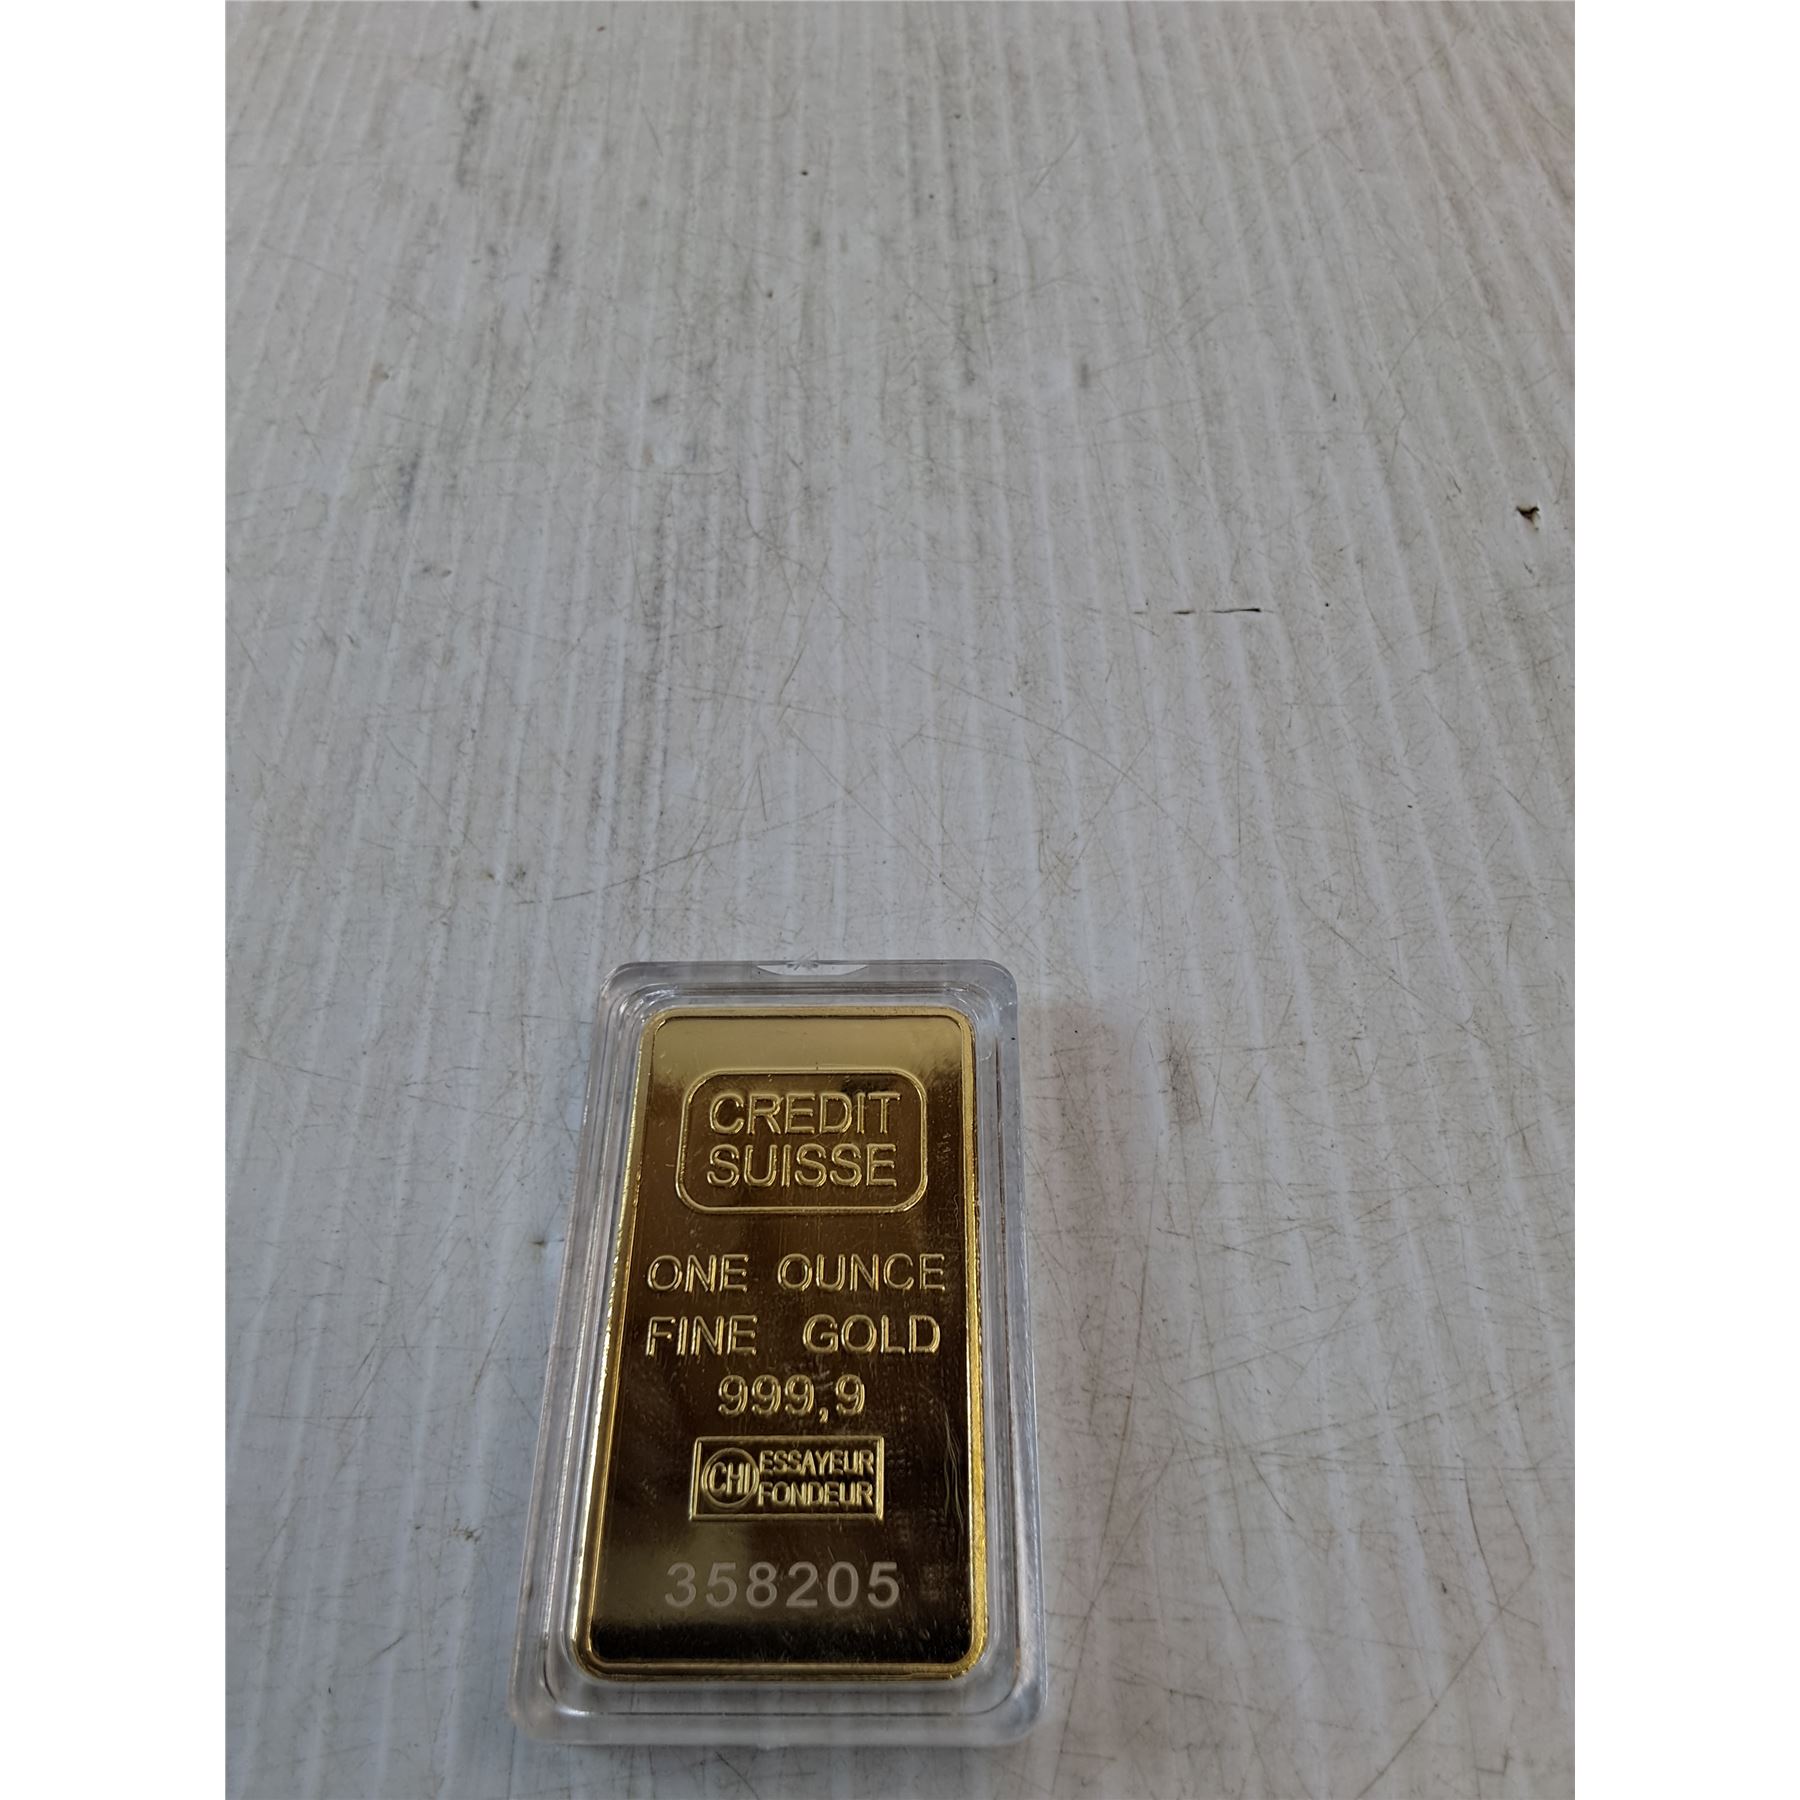 CREDIT
SUISSE
ONE OUNCE
FINE GOLD
999,9
CHI ESSAYEUR
FONDEUR
358205